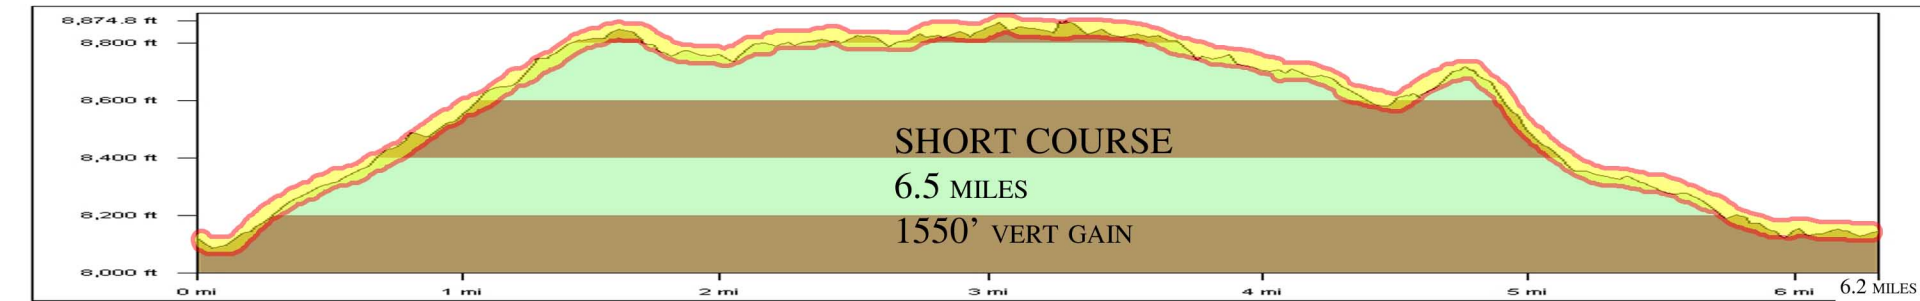 8,874.8 ft
8,800 ft
8,600 ft
8,400 ft
8,200 ft
8,000 ft
SHORT COURSE
6.5 MILES
1550’ VERT GAIN
0 mi 1 mi 2 mi 3 mi 4 mi 5 mi 6 mi 6.2 MILES